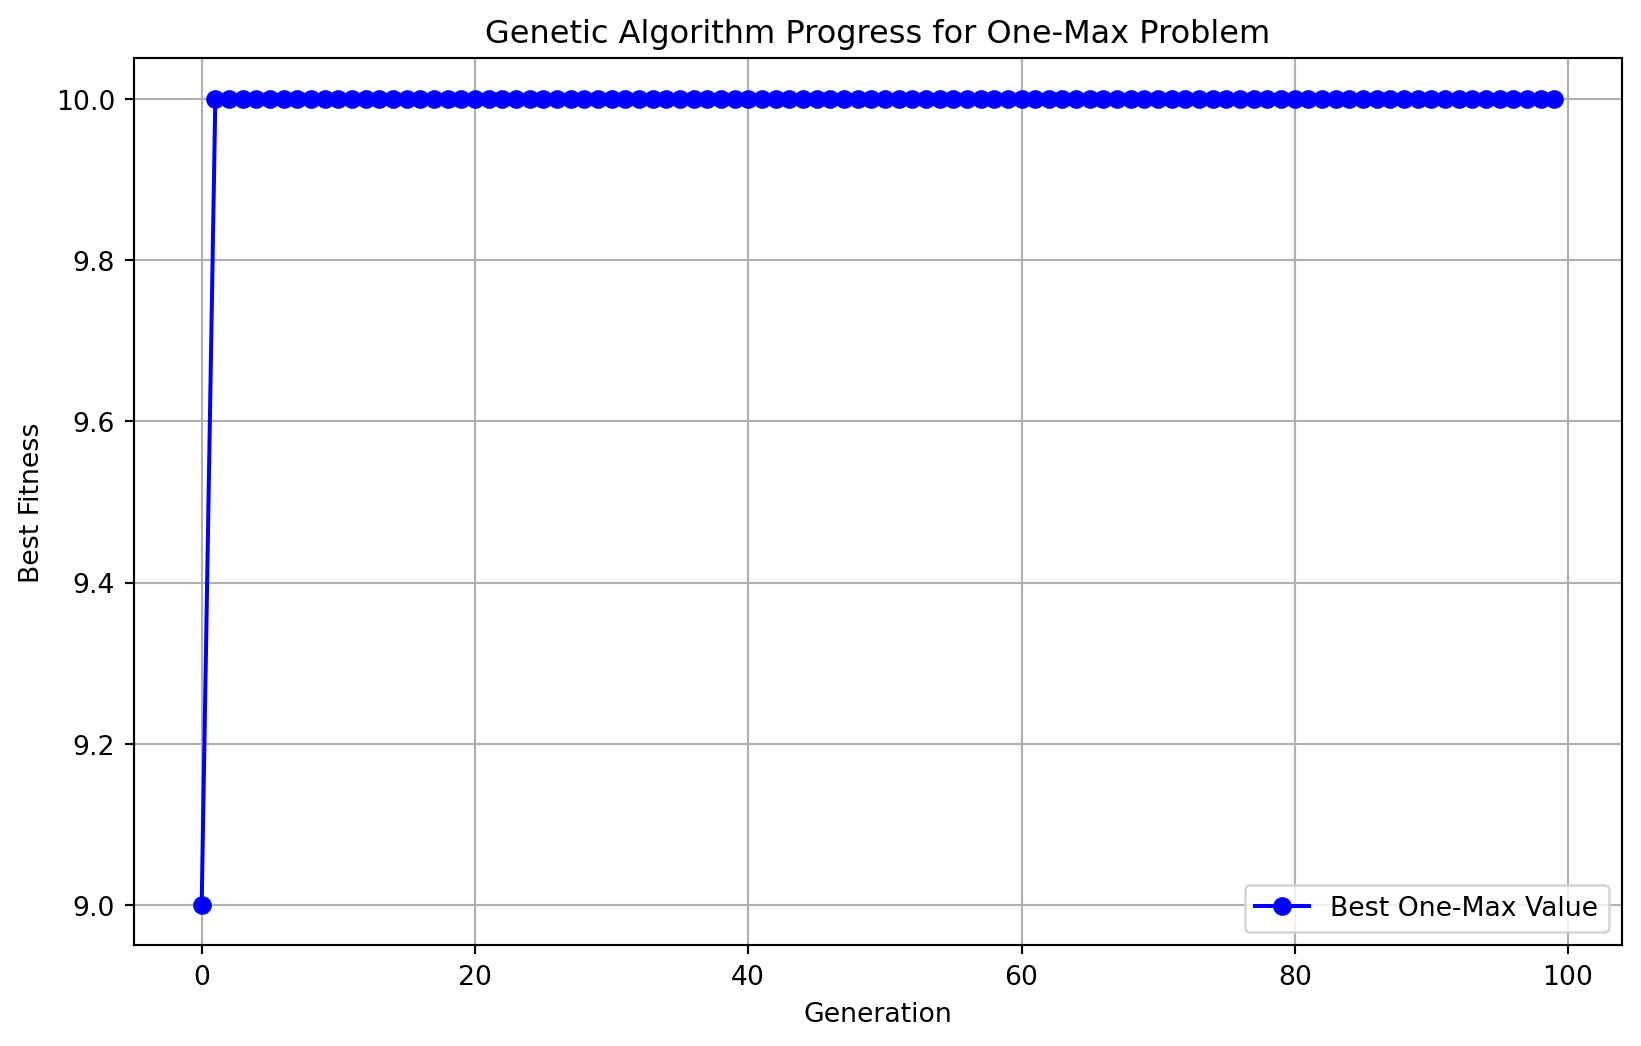 Genetic Algorithm Progress for One-Max Problem
10.0
9.8
9.6
9.4
9.2
9.0
Best Fitness
Best One-Max Value
0 20 40 60 80 100
Generation